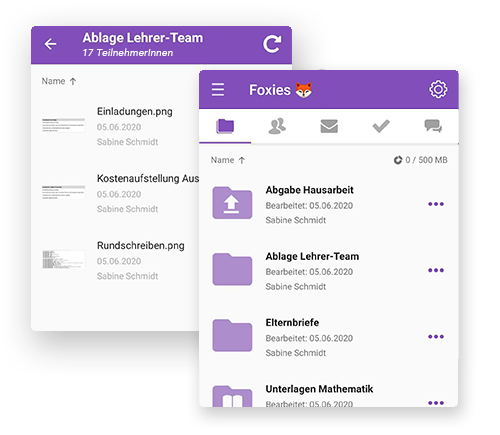 Ablage Lehrer-Team
17 TeilnehmerInnen
Name ↑
Einladungen.png
05.06.2020
Sabine Schmidt
Kostenaufstellung Aus
05.06.2020
Sabine Schmidt
Rundschreiben.png
05.06.2020
Sabine Schmidt
Foxies 🦊
Name ↑ 0 / 500 MB
Abgabe Hausarbeit
Bearbeitet: 05.06.2020
Sabine Schmidt
Ablage Lehrer-Team
Bearbeitet: 05.06.2020
Sabine Schmidt
Elternbriefe
Bearbeitet: 05.06.2020
Sabine Schmidt
Unterlagen Mathematik
Bearbeitet: 05.06.2020